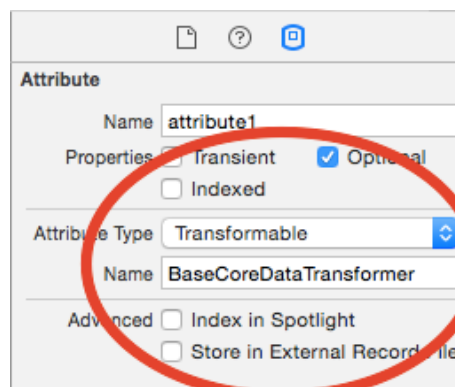 Attribute
Name attribute1
Properties Transient Optional
Indexed
Attribute Type Transformable
Name BaseCoreDataTransformer
Advanced Index in Spotlight
Store in External Record File